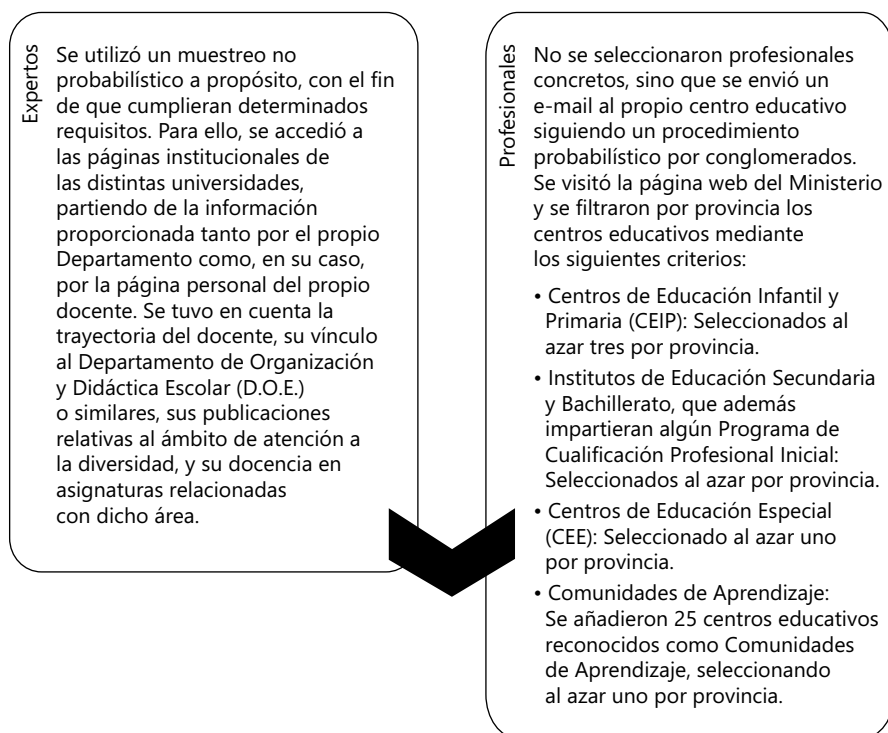 Expertos
Se utilizó un muestreo no
probabilístico a propósito, con el fin
de que cumplieran determinados
requisitos. Para ello, se accedió a
las páginas institucionales de
las distintas universidades,
partiendo de la información
proporcionada tanto por el propio
Departamento como, en su caso,
por la página personal del propio
docente. Se tuvo en cuenta la
trayectoria del docente, su vínculo
al Departamento de Organización
y Didáctica Escolar (D.O.E.)
o similares, sus publicaciones
relativas al ámbito de atención a
la diversidad, y su docencia en
asignaturas relacionadas
con dicho área.
Profesionales
No se seleccionaron profesionales
concretos, sino que se envió un
e-mail al propio centro educativo
siguiendo un procedimiento
probabilístico por conglomerados.
Se visitó la página web del Ministerio
y se filtraron por provincia los
centros educativos mediante
los siguientes criterios:
• Centros de Educación Infantil y
Primaria (CEIP): Seleccionados al
azar tres por provincia.
• Institutos de Educación Secundaria
y Bachillerato, que además
impartieran algún Programa de
Cualificación Profesional Inicial:
Seleccionados al azar por provincia.
• Centros de Educación Especial
(CEE): Seleccionado al azar uno
por provincia.
• Comunidades de Aprendizaje:
Se añadieron 25 centros educativos
reconocidos como Comunidades
de Aprendizaje, seleccionando
al azar uno por provincia.